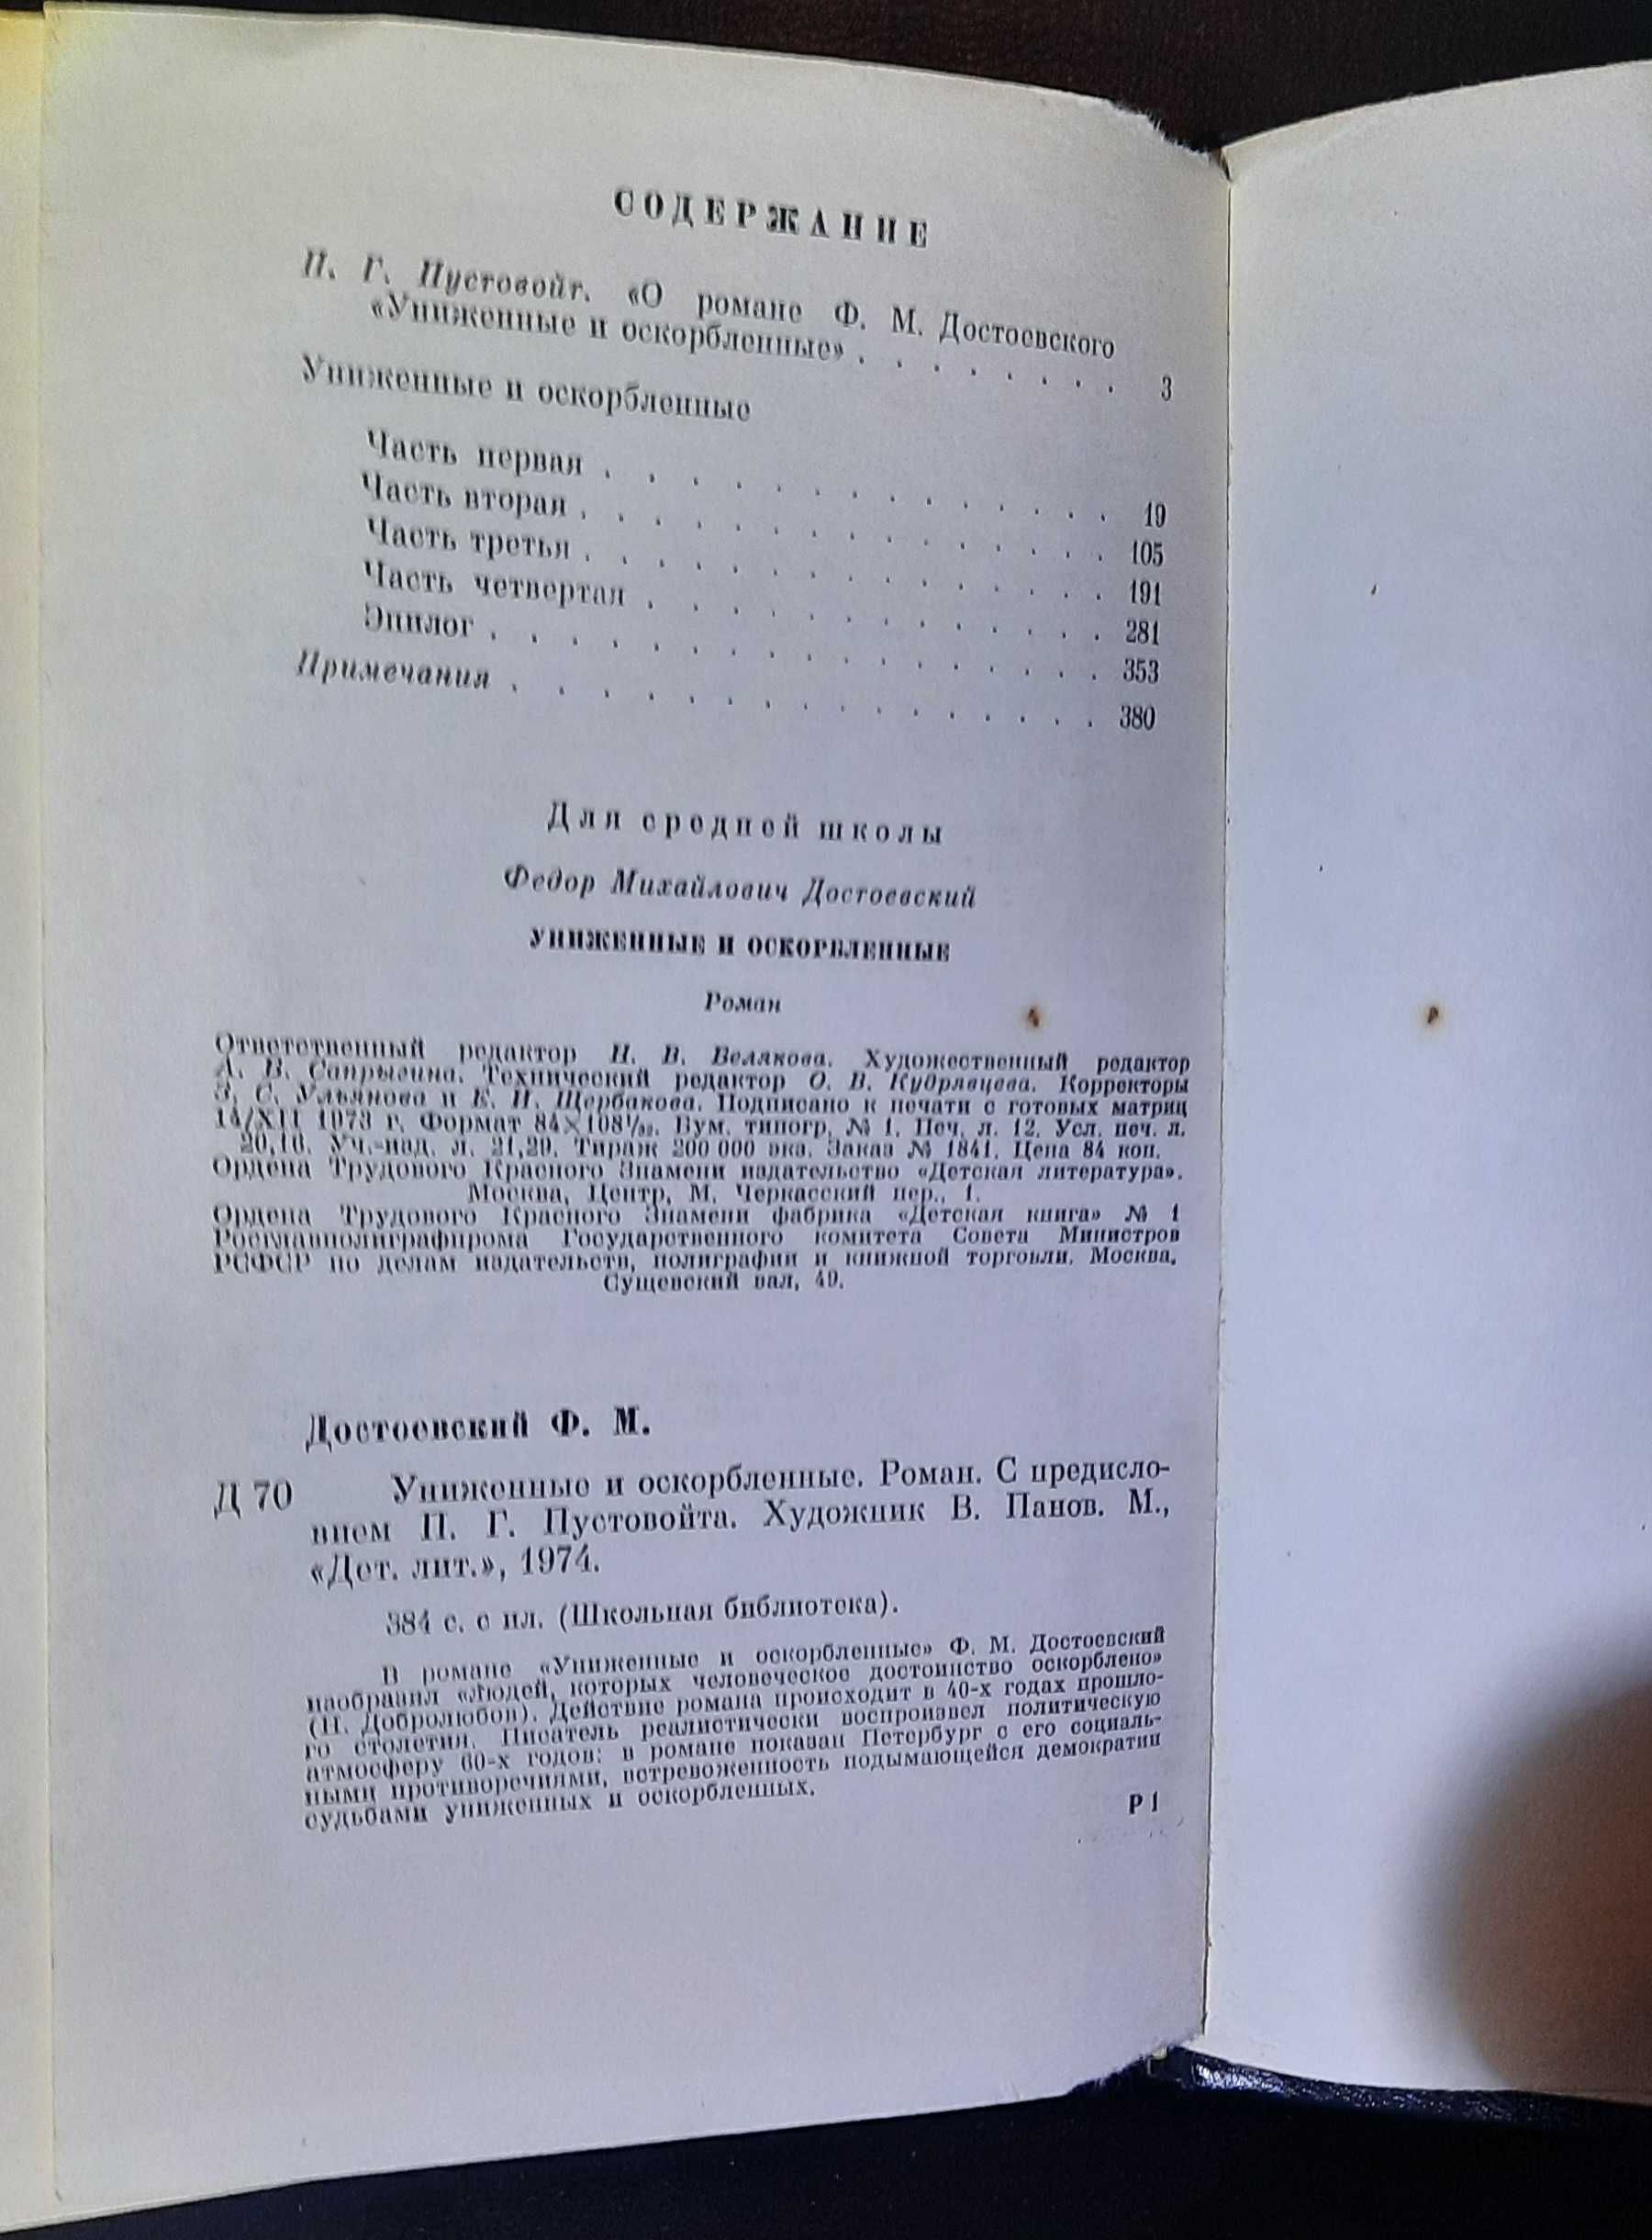 СОДЕРЖАНИЕ
П. Г. Пустовойт. «О романе Ф. М. Достоевского
«Униженные и оскорбленные» . . . . . . . . 3
Униженные и оскорбленные
Часть первая . . . . . . . . . . . . . 19
Часть вторая . . . . . . . . . . . . . . 105
Часть третья . . . . . . . . . . . . . . 191
Часть четвертая . . . . . . . . . . . . 281
Эпилог . . . . . . . . . . . . . . . . 353
Примечания . . . . . . . . . . . . . . . 380
Для средней школы
Федор Михайлович Достоевский
УНИЖЕННЫЕ И ОСКОРБЛЕННЫЕ
Роман
Ответственный редактор Н. В. Белякова. Художественный редактор
А. Б. Сапрыгина. Технический редактор О. В. Кудрявцева. Корректоры
З. С. Ульянова и Е. И. Щербакова. Подписано к печати с готовых матриц
14/XII 1973 г. Формат 84×108¹/₃₂. Бум. типогр. № 1. Печ. л. 12. Усл. печ. л.
20,16. Уч.-изд. л. 21,20. Тираж 200 000 экз. Заказ № 1841. Цена 84 коп.
Ордена Трудового Красного Знамени издательство «Детская литература».
Москва, Центр, М. Черкасский пер., 1.
Ордена Трудового Красного Знамени фабрика «Детская книга» № 1
Росглавполиграфпрома Государственного комитета Совета Министров
РСФСР по делам издательств, полиграфии и книжной торговли. Москва,
Сущевский вал, 49.
Достоевский Ф. М.
Д 70 Униженные и оскорбленные. Роман. С предисло-
вием П. Г. Пустовойта. Художник В. Панов. М.,
«Дет. лит.», 1974.
384 с. с ил. (Школьная библиотека).
В романе «Униженные и оскорбленные» Ф. М. Достоевский
изобразил «людей, которых человеческое достоинство оскорблено»
(Н. Добролюбов). Действие романа происходит в 40-х годах прошло-
го столетия. Писатель реалистически воспроизвел политическую
атмосферу 60-х годов: в романе показан Петербург с его социаль-
ными противоречиями, встревоженность подымающейся демократии
судьбами униженных и оскорбленных.
Р 1